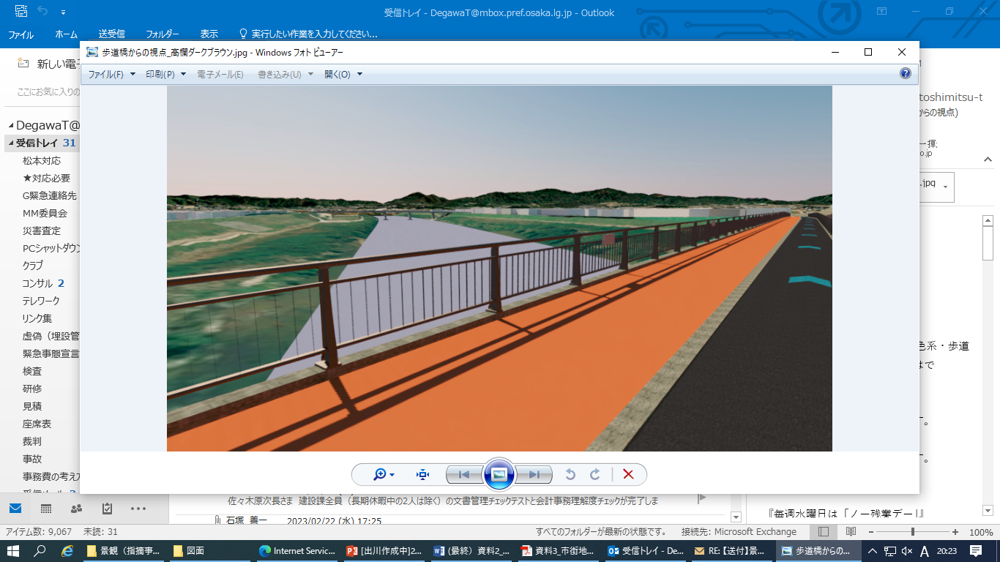 受信トレイ - DegawaT@mbox.pref.osaka.lg.jp - Outlook
ファイル ホーム 送受信 フォルダー 表示 実行したい作業を入力してください...
歩道橋からの視点_高欄ダークブラウン.jpg - Windows フォト ビューアー
ファイル(F) 印刷(P) 電子メール(E) 書き込み(U) 開く(O)
新しい電子
ここにお気に入りの
toshimitsu-t
からの視点)
DegawaT@
受信トレイ 31
一揮;
o.jp
松本対応
★対応必要
.jpg
G緊急連絡先
MM委員会
災害査定
PCシャットダウン
クラブ
コンサル 2
テレワーク
リンク集
虚偽（埋設管
色系・歩道
緊急事態宣言
まで
検査
研修
見積
座席表
す。
裁判
事故
す。
事務費の考え方
佐々木原次長さま 建設課全員（長期休暇中の2人は除く）の文書管理チェックテストと会計事務理解度チェックが完了しま
『毎週水曜日は「ノー残業デー」』
石塚 善一 2023/02/22 (水) 17:25
アイテム数: 9,067 未読: 31 すべてのフォルダーが最新の状態です。 接続先: Microsoft Exchange 100%
景観（指摘事... 図面 Internet Servic... [出川作成中]2... （最終）資料2_... 資料3_市街地... 受信トレイ - De... RE: 【送付】景... 歩道橋からの... A 20:23